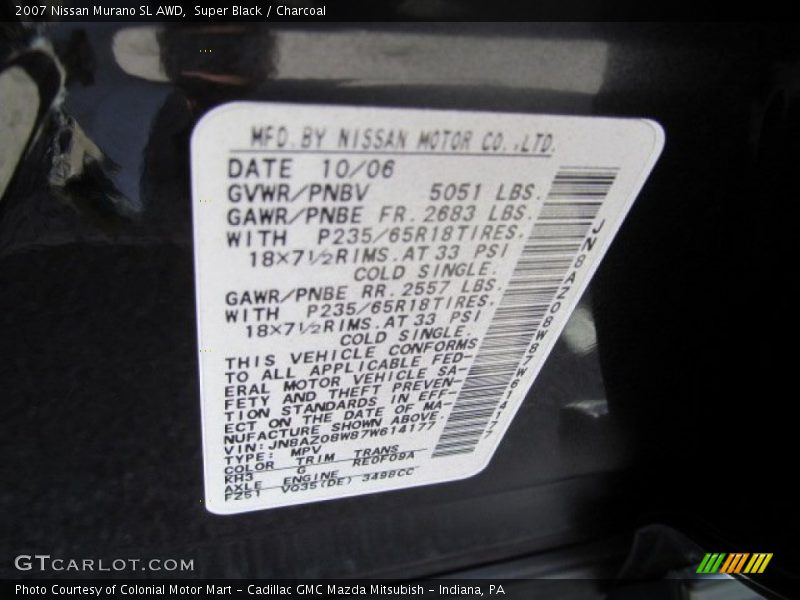 2007 Nissan Murano SL AWD, Super Black / Charcoal
MFD.BY NISSAN MOTOR CO.,LTD.
DATE 10/06
GVWR/PNBV 5051 LBS.
GAWR/PNBE FR. 2683 LBS.
WITH P235/65R18TIRES.
18×7½RIMS.AT 33 PSI
COLD SINGLE.
GAWR/PNBE RR. 2557 LBS.
WITH P235/65R18TIRES.
18×7½RIMS.AT 33 PSI
COLD SINGLE.
THIS VEHICLE CONFORMS
TO ALL APPLICABLE FED-
ERAL MOTOR VEHICLE SA-
FETY AND THEFT PREVEN-
TION STANDARDS IN EFF-
ECT ON THE DATE OF MA-
NUFACTURE SHOWN ABOVE.
VIN:JN8AZ08W87W614177
TYPE: MPV
COLOR TRIM TRANS
KH3 G RE0F09A
AXLE ENGINE
FZ51 VQ35(DE) 3498CC
JN8AZ08W87W614177
GTCARLOT.COM
Photo Courtesy of Colonial Motor Mart - Cadillac GMC Mazda Mitsubish - Indiana, PA